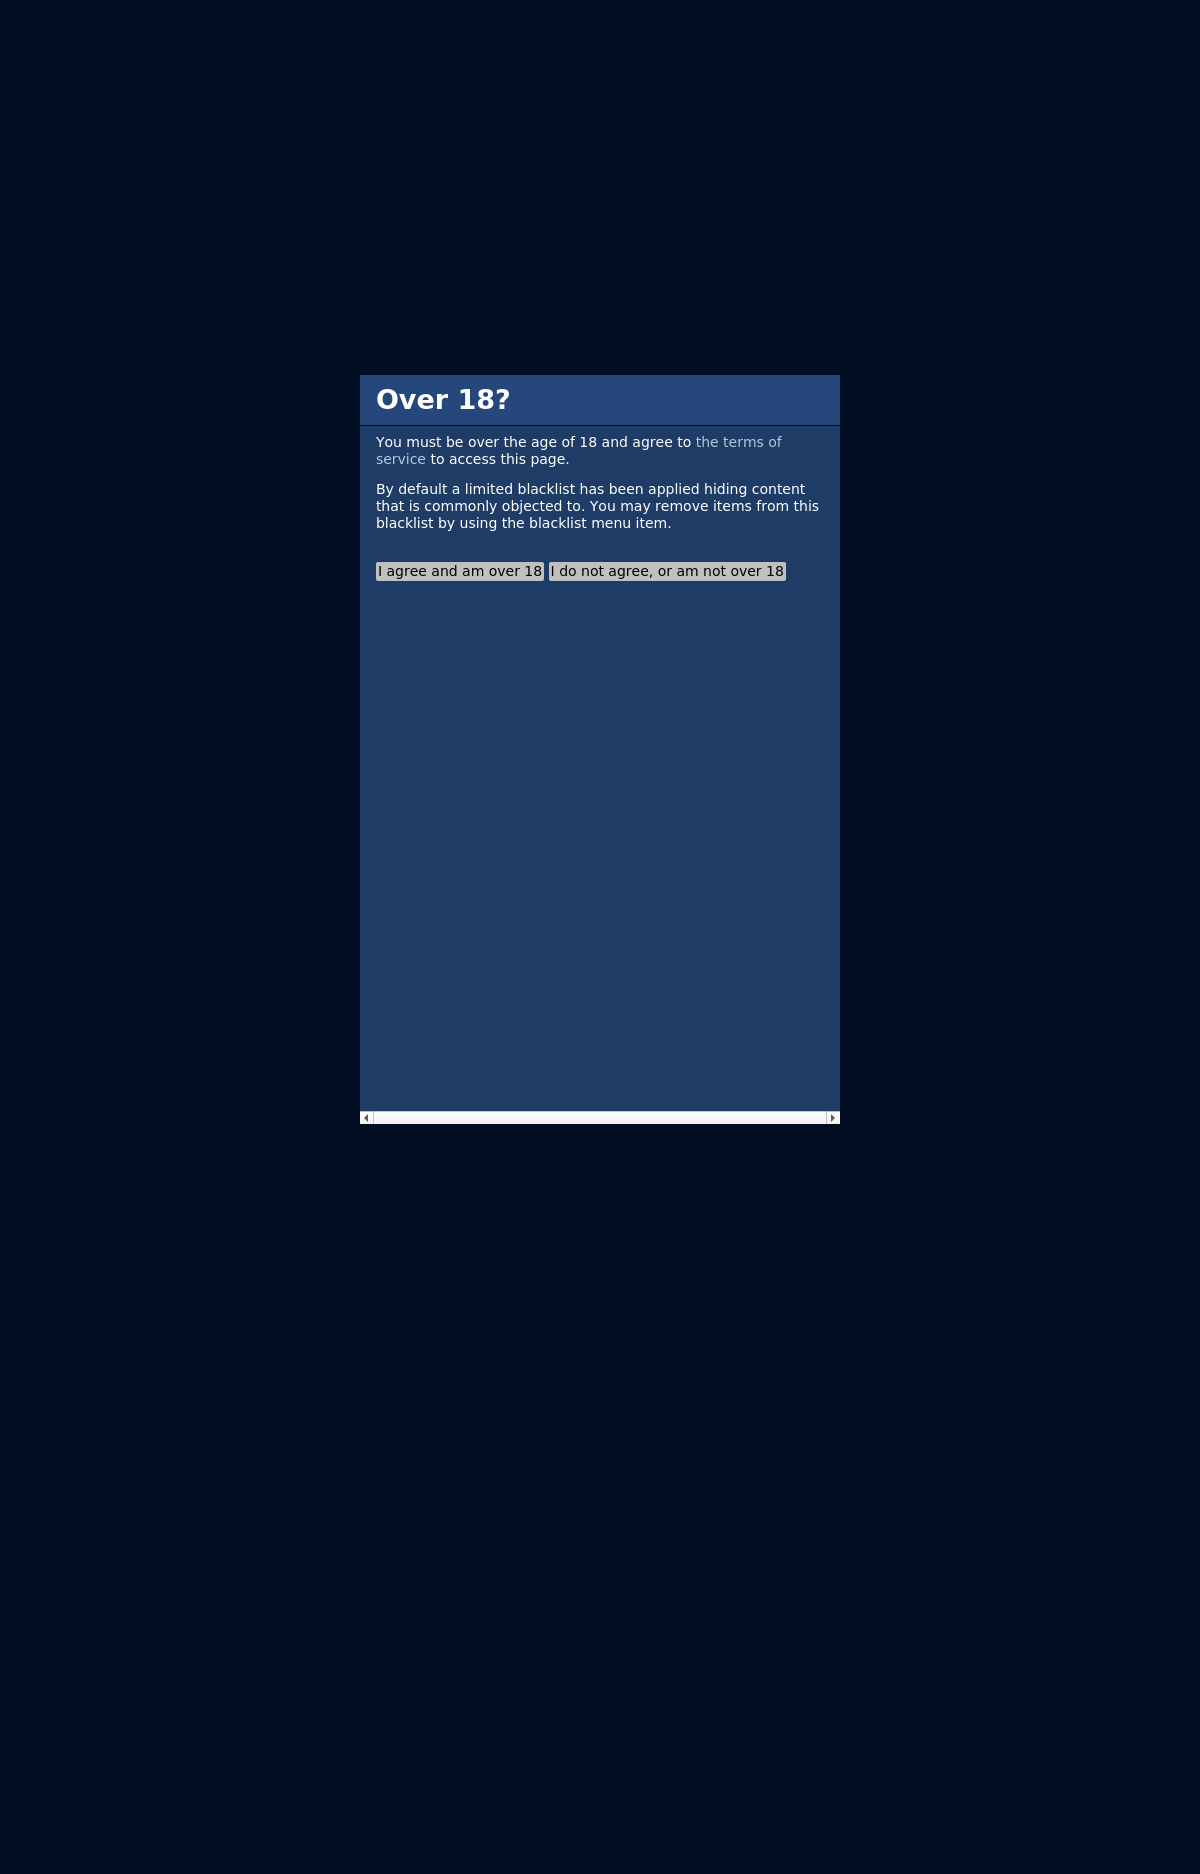 Over 18?
You must be over the age of 18 and agree to the terms of
service to access this page.
By default a limited blacklist has been applied hiding content
that is commonly objected to. You may remove items from this
blacklist by using the blacklist menu item.
I agree and am over 18 I do not agree, or am not over 18